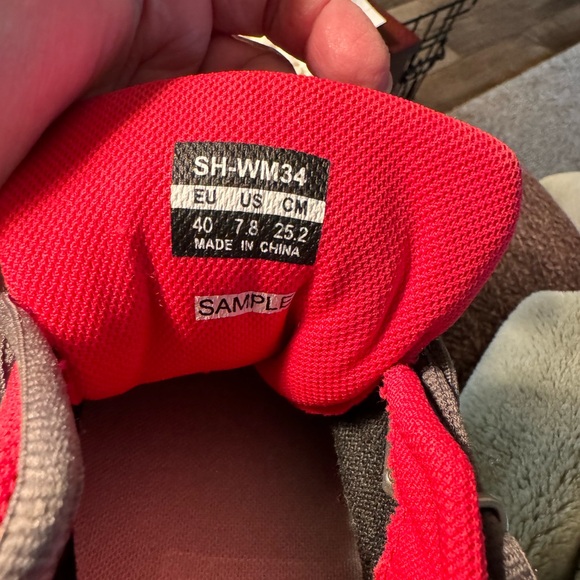 SH-WM34
EU US CM
40 7.8 25.2
MADE IN CHINA
SAMPLE